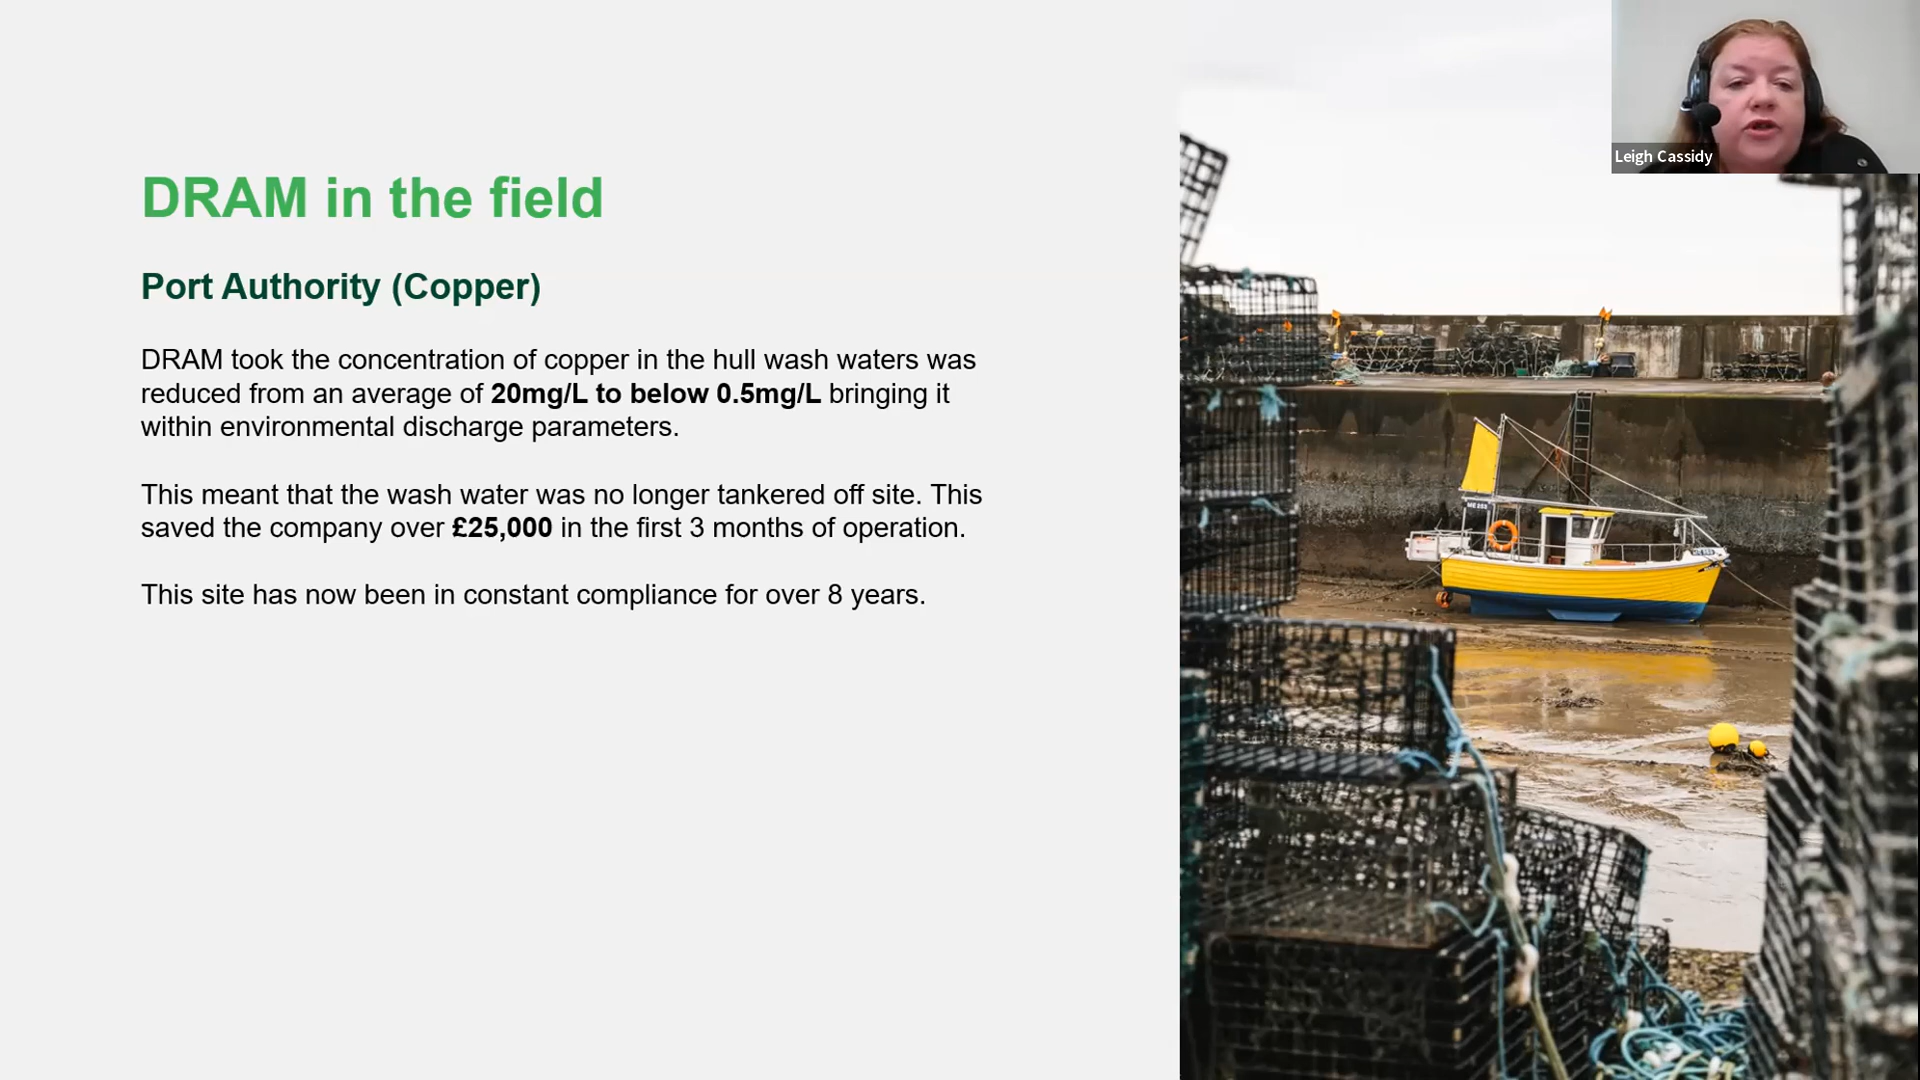 Leigh Cassidy
DRAM in the field
Port Authority (Copper)
DRAM took the concentration of copper in the hull wash waters was
reduced from an average of 20mg/L to below 0.5mg/L bringing it
within environmental discharge parameters.
This meant that the wash water was no longer tankered off site. This
saved the company over £25,000 in the first 3 months of operation.
This site has now been in constant compliance for over 8 years.